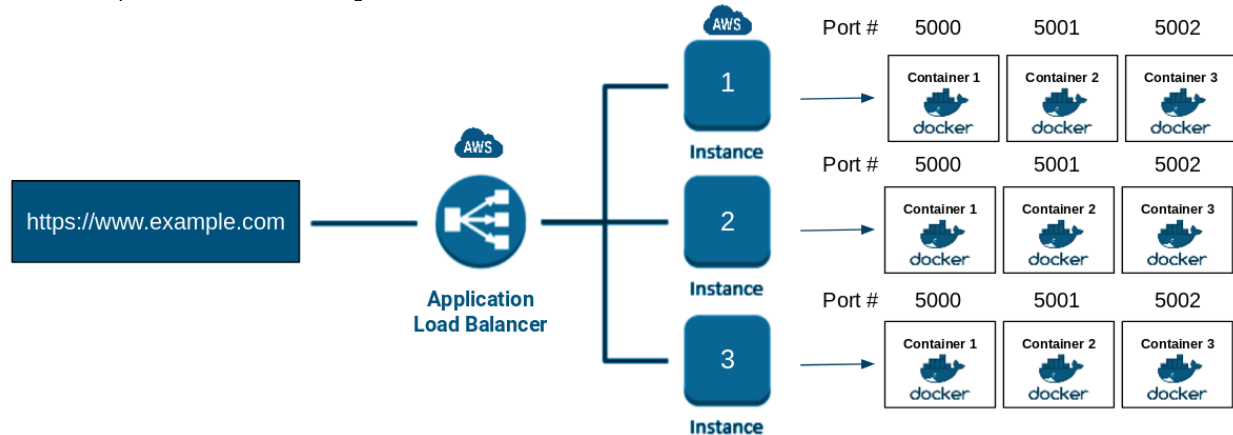 AWS
Port # 5000 5001 5002
1
Container 1 Container 2 Container 3
docker docker docker
Instance
AWS
Port # 5000 5001 5002
https://www.example.com
2
Container 1 Container 2 Container 3
docker docker docker
Instance
Application
Load Balancer
Port # 5000 5001 5002
3
Container 1 Container 2 Container 3
docker docker docker
Instance